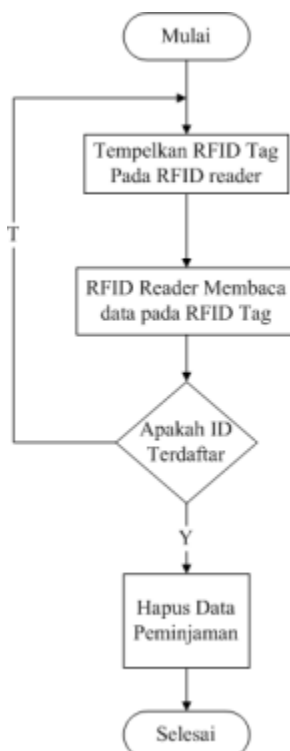 Mulai
Tempelkan RFID Tag
Pada RFID reader
T
RFID Reader Membaca
data pada RFID Tag
Apakah ID
Terdaftar
Y
Hapus Data
Peminjaman
Selesai